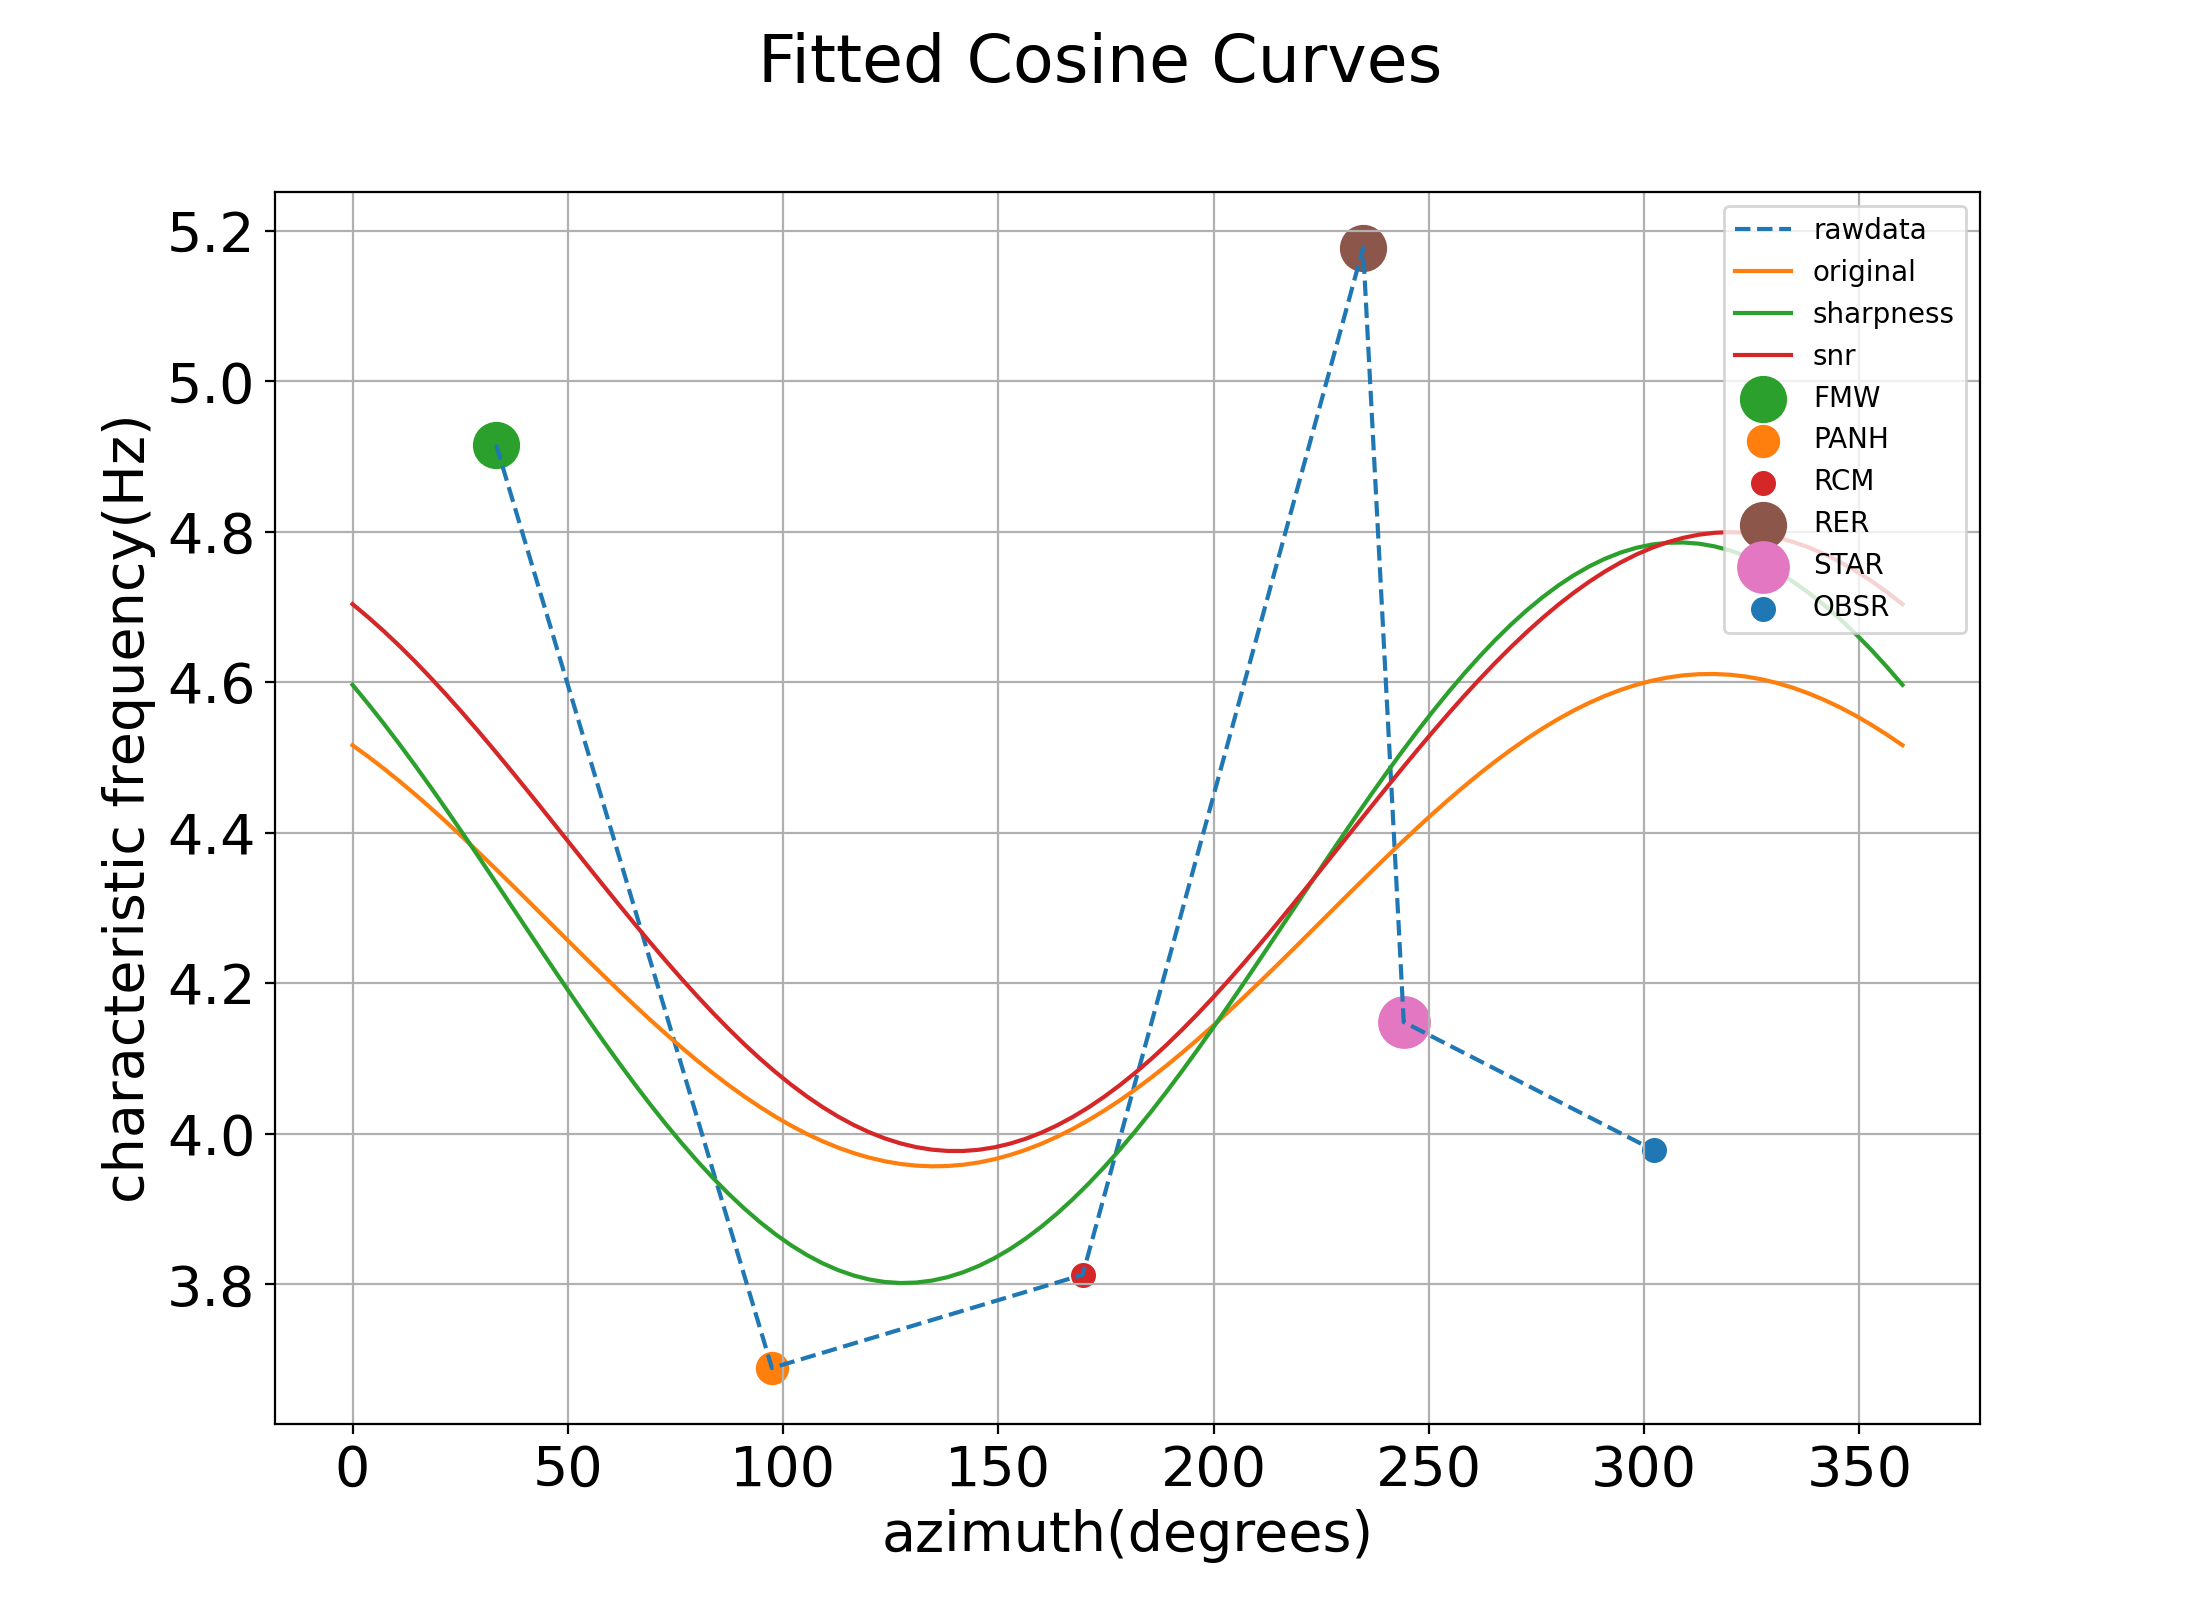 Fitted Cosine Curves
5.2
5.0
4.8
4.6
4.4
4.2
4.0
3.8
characteristic frequency(Hz)
rawdata
original
sharpness
snr
FMW
PANH
RCM
RER
STAR
OBSR
0 50 100 150 200 250 300 350
azimuth(degrees)